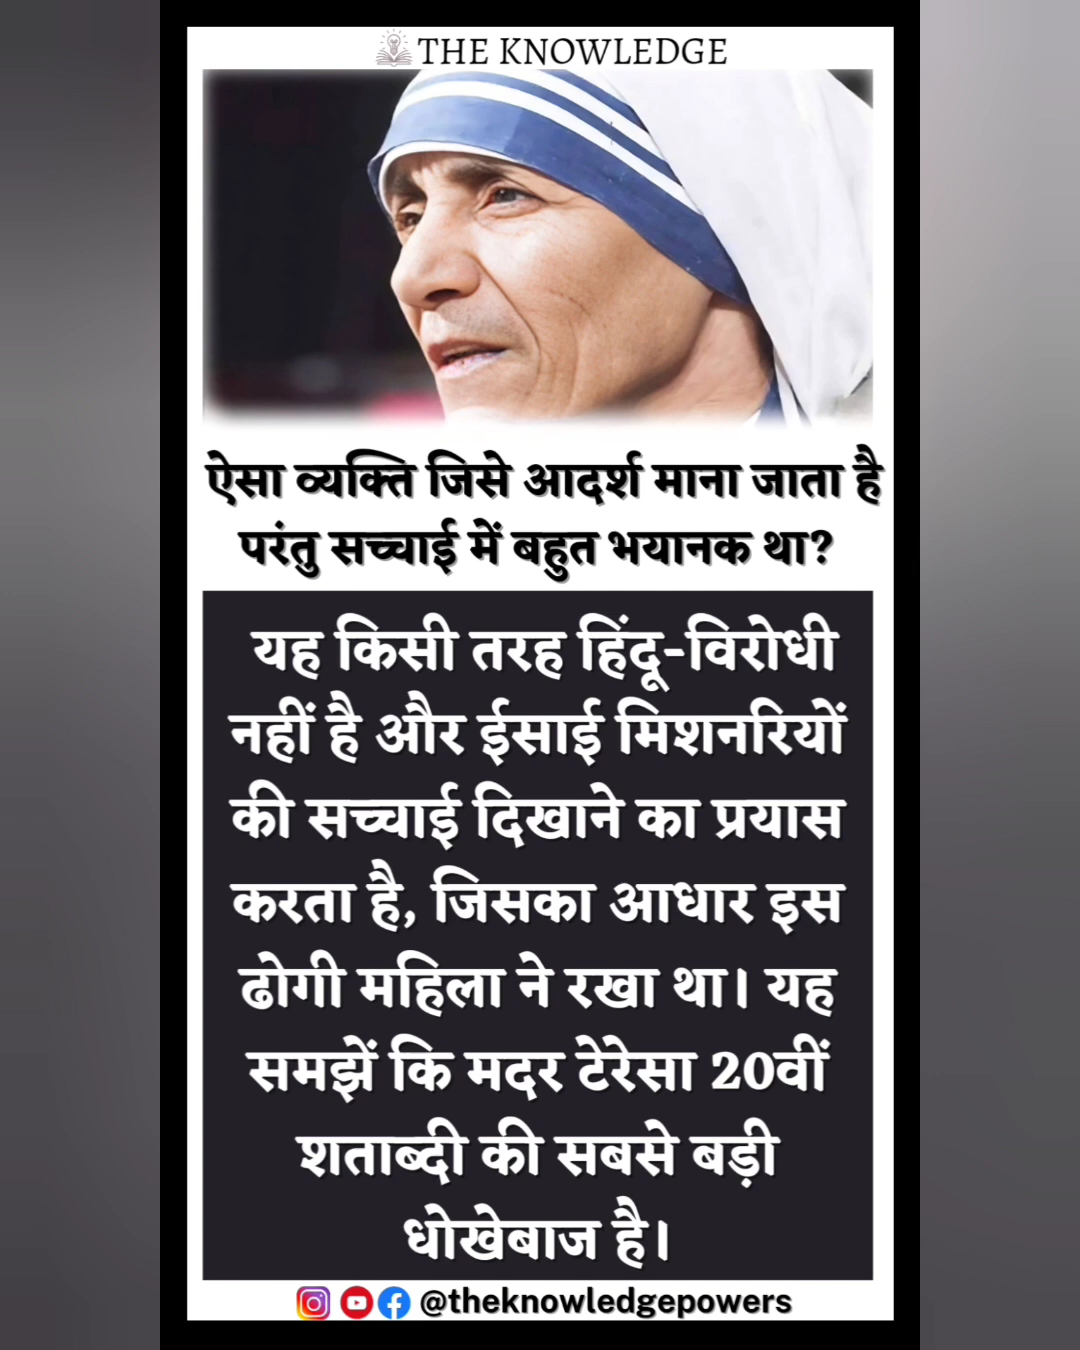 THE KNOWLEDGE
ऐसा व्यक्ति जिसे आदर्श माना जाता है
परंतु सच्चाई में बहुत भयानक था?
यह किसी तरह हिंदू-विरोधी
नहीं है और ईसाई मिशनरियों
की सच्चाई दिखाने का प्रयास
करता है, जिसका आधार इस
ढोगी महिला ने रखा था। यह
समझें कि मदर टेरेसा 20वीं
शताब्दी की सबसे बड़ी
धोखेबाज है।
@theknowledgepowers